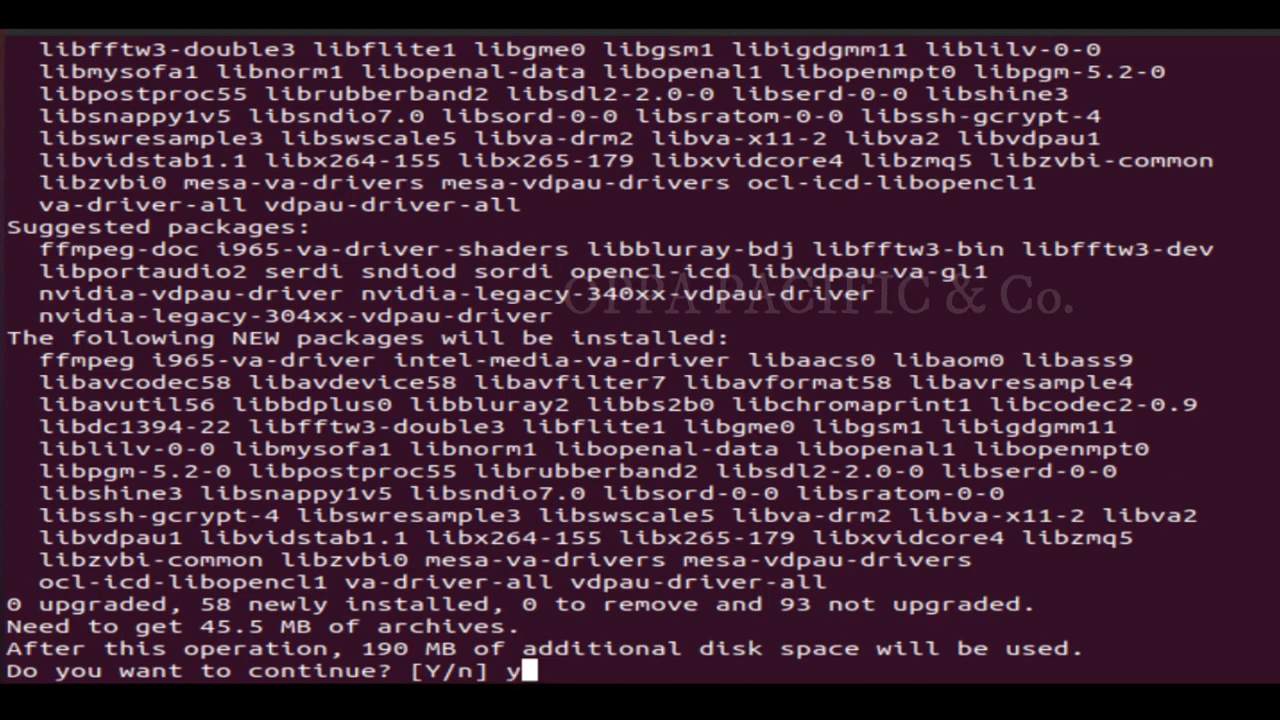 libfftw3-double3 libflite1 libgme0 libgsm1 libigdgmm11 liblilv-0-0
libmysofa1 libnorm1 libopenal-data libopenal1 libopenmpt0 libpgm-5.2-0
libpostproc55 librubberband2 libsdl2-2.0-0 libserd-0-0 libshine3
libsnappy1v5 libsndio7.0 libsord-0-0 libsratom-0-0 libssh-gcrypt-4
libswresample3 libswscale5 libva-drm2 libva-x11-2 libva2 libvdpau1
libvidstab1.1 libx264-155 libx265-179 libxvidcore4 libzmq5 libzvbi-common
libzvbi0 mesa-va-drivers mesa-vdpau-drivers ocl-icd-libopencl1
va-driver-all vdpau-driver-all
Suggested packages:
ffmpeg-doc i965-va-driver-shaders libbluray-bdj libfftw3-bin libfftw3-dev
libportaudio2 serdi sndiod sordi opencl-icd libvdpau-va-gl1
nvidia-vdpau-driver nvidia-legacy-340xx-vdpau-driver
OPPA PACIFIC & Co.
nvidia-legacy-304xx-vdpau-driver
The following NEW packages will be installed:
ffmpeg i965-va-driver intel-media-va-driver libaacs0 libaom0 libass9
libavcodec58 libavdevice58 libavfilter7 libavformat58 libavresample4
libavutil56 libbdplus0 libbluray2 libbs2b0 libchromaprint1 libcodec2-0.9
libdc1394-22 libfftw3-double3 libflite1 libgme0 libgsm1 libigdgmm11
liblilv-0-0 libmysofa1 libnorm1 libopenal-data libopenal1 libopenmpt0
libpgm-5.2-0 libpostproc55 librubberband2 libsdl2-2.0-0 libserd-0-0
libshine3 libsnappy1v5 libsndio7.0 libsord-0-0 libsratom-0-0
libssh-gcrypt-4 libswresample3 libswscale5 libva-drm2 libva-x11-2 libva2
libvdpau1 libvidstab1.1 libx264-155 libx265-179 libxvidcore4 libzmq5
libzvbi-common libzvbi0 mesa-va-drivers mesa-vdpau-drivers
ocl-icd-libopencl1 va-driver-all vdpau-driver-all
0 upgraded, 58 newly installed, 0 to remove and 93 not upgraded.
Need to get 45.5 MB of archives.
After this operation, 190 MB of additional disk space will be used.
Do you want to continue? [Y/n] y